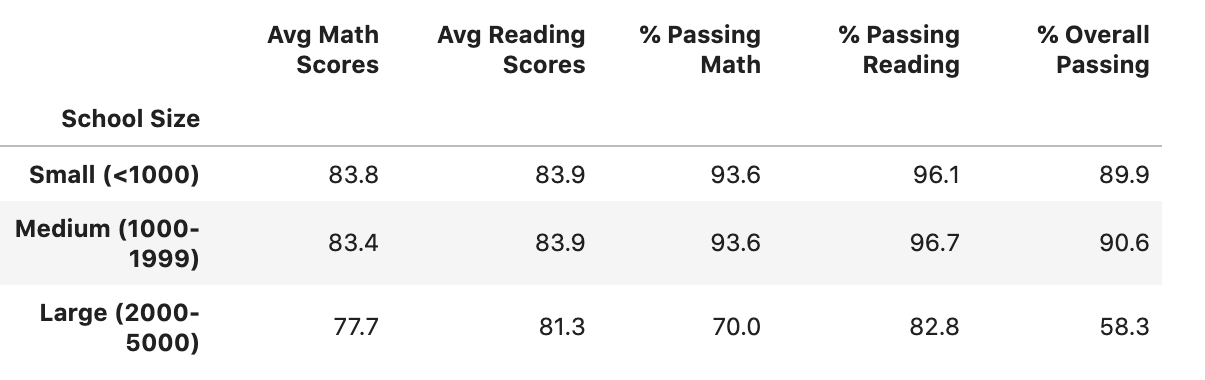 Avg Math Scores Avg Reading Scores % Passing Math % Passing Reading % Overall Passing
School Size
Small (<1000) 83.8 83.9 93.6 96.1 89.9
Medium (1000-1999) 83.4 83.9 93.6 96.7 90.6
Large (2000-5000) 77.7 81.3 70.0 82.8 58.3